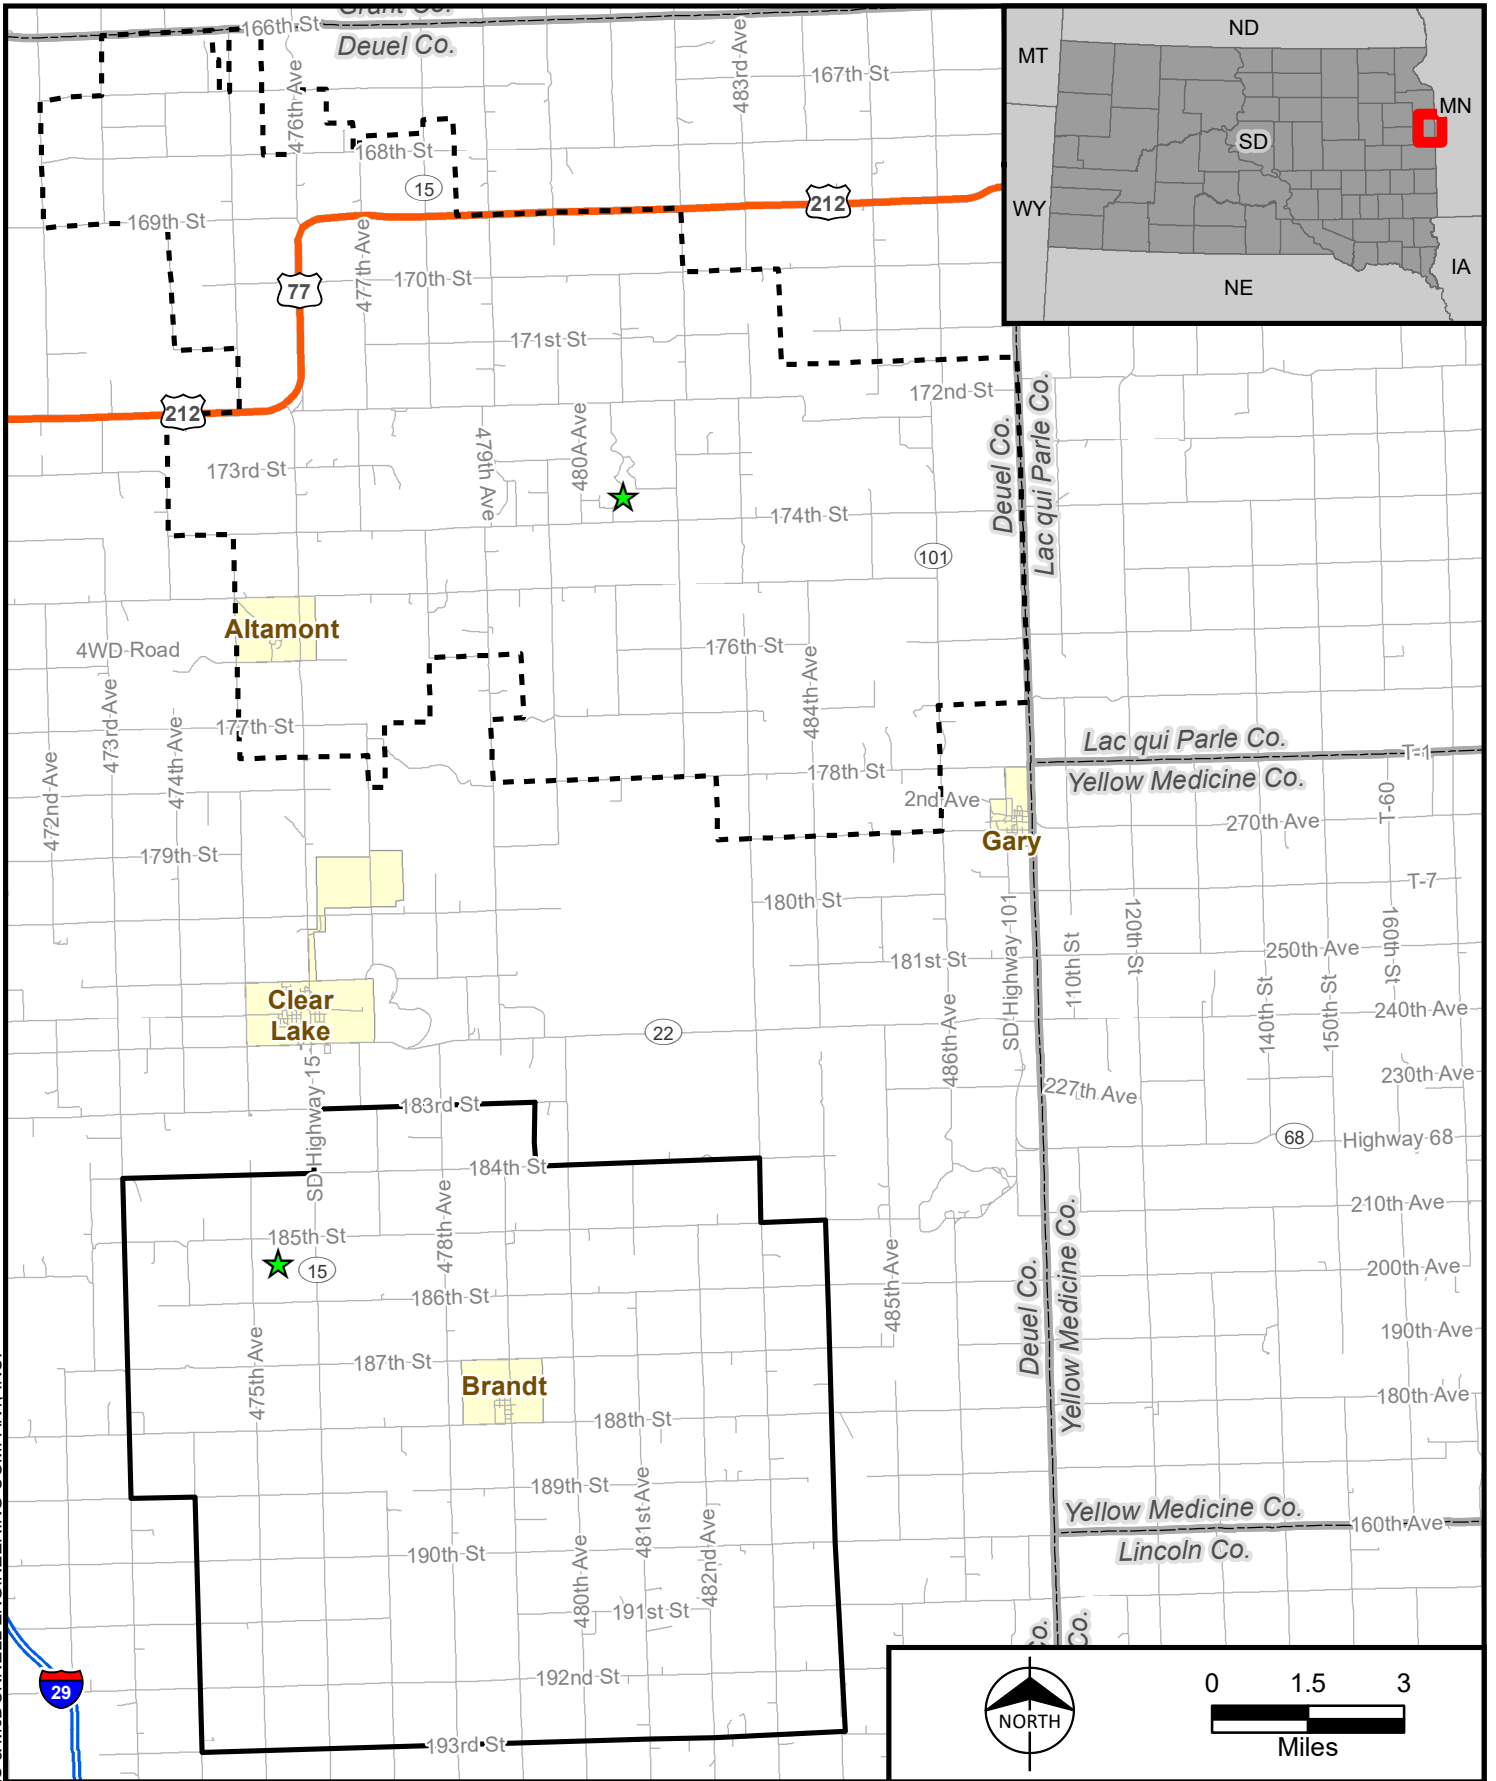 Grant Co.
166th St
Deuel Co.
476th Ave
483rd Ave
167th St
168th St
15
212
169th St
477th Ave
77
170th St
171st St
172nd St
212
173rd St
479th Ave
480A Ave
174th St
101
Deuel Co.
Lac qui Parle Co.
Altamont
4WD Road
176th St
484th Ave
473rd Ave
474th Ave
177th St
472nd Ave
178th St
2nd Ave
Gary
Lac qui Parle Co.
T-1
Yellow Medicine Co.
T-60
270th Ave
179th St
180th St
T-7
SD Highway 101
120th St
160th St
181st St
110th St
250th Ave
Clear
Lake
22
486th Ave
140th St
150th St
240th Ave
SD Highway 15
183rd St
227th Ave
230th Ave
68
Highway 68
184th St
478th Ave
210th Ave
185th St
15
485th Ave
Deuel Co.
Yellow Medicine Co.
200th Ave
186th St
475th Ave
187th St
190th Ave
Brandt
188th St
180th Ave
189th St
481st Ave
482nd Ave
480th Ave
Yellow Medicine Co.
160th Ave
Lincoln Co.
190th St
191st St
Co.
Co.
29
192nd St
193rd St
ND
MT
MN
SD
WY
IA
NE
NORTH
0 1.5 3
Miles